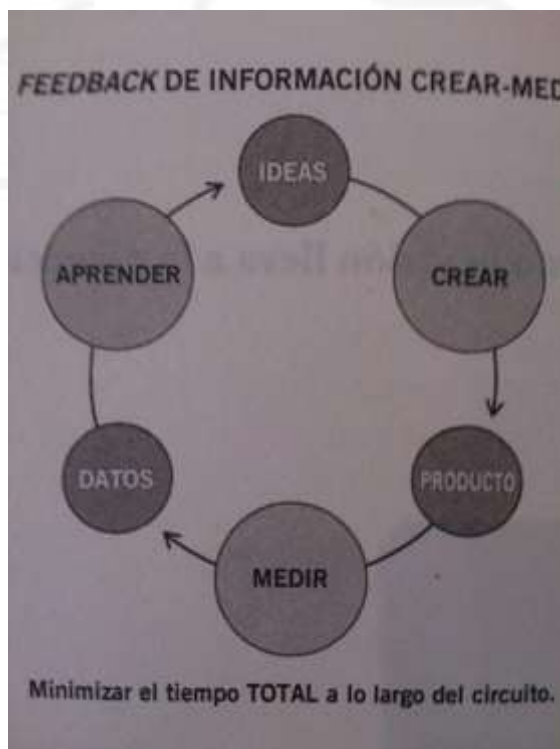 FEEDBACK DE INFORMACIÓN CREAR-MED
IDEAS
APRENDER
CREAR
DATOS
PRODUCTO
MEDIR
Minimizar el tiempo TOTAL a lo largo del circuito.